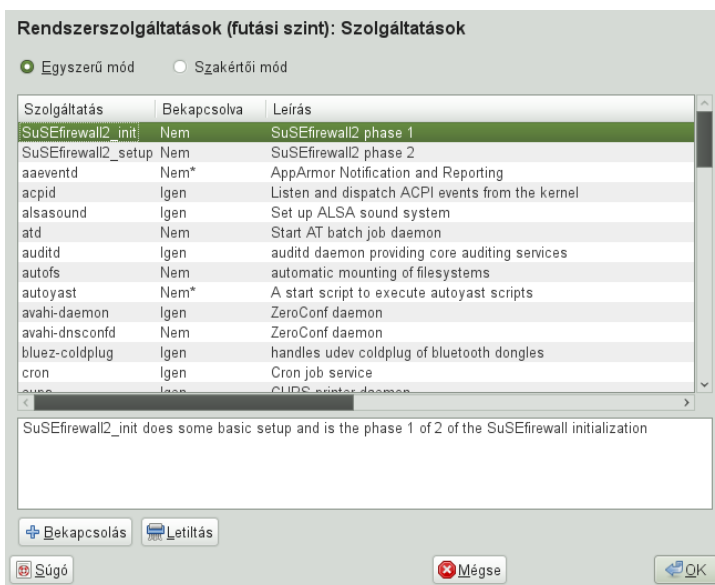 Rendszerszolgáltatások (futási szint): Szolgáltatások
Egyszerű mód Szakértői mód
Szolgáltatás Bekapcsolva Leírás
SuSEfirewall2_init Nem SuSEfirewall2 phase 1
SuSEfirewall2_setup Nem SuSEfirewall2 phase 2
aaeventd Nem* AppArmor Notification and Reporting
acpid Igen Listen and dispatch ACPI events from the kernel
alsasound Igen Set up ALSA sound system
atd Nem Start AT batch job daemon
auditd Igen auditd daemon providing core auditing services
autofs Nem automatic mounting of filesystems
autoyast Nem* A start script to execute autoyast scripts
avahi-daemon Igen ZeroConf daemon
avahi-dnsconfd Nem ZeroConf daemon
bluez-coldplug Igen handles udev coldplug of bluetooth dongles
cron Igen Cron job service
cups Igen CUPS printer daemon
SuSEfirewall2_init does some basic setup and is the phase 1 of 2 of the SuSEfirewall initialization
Bekapcsolás Letiltás
Súgó Mégse OK